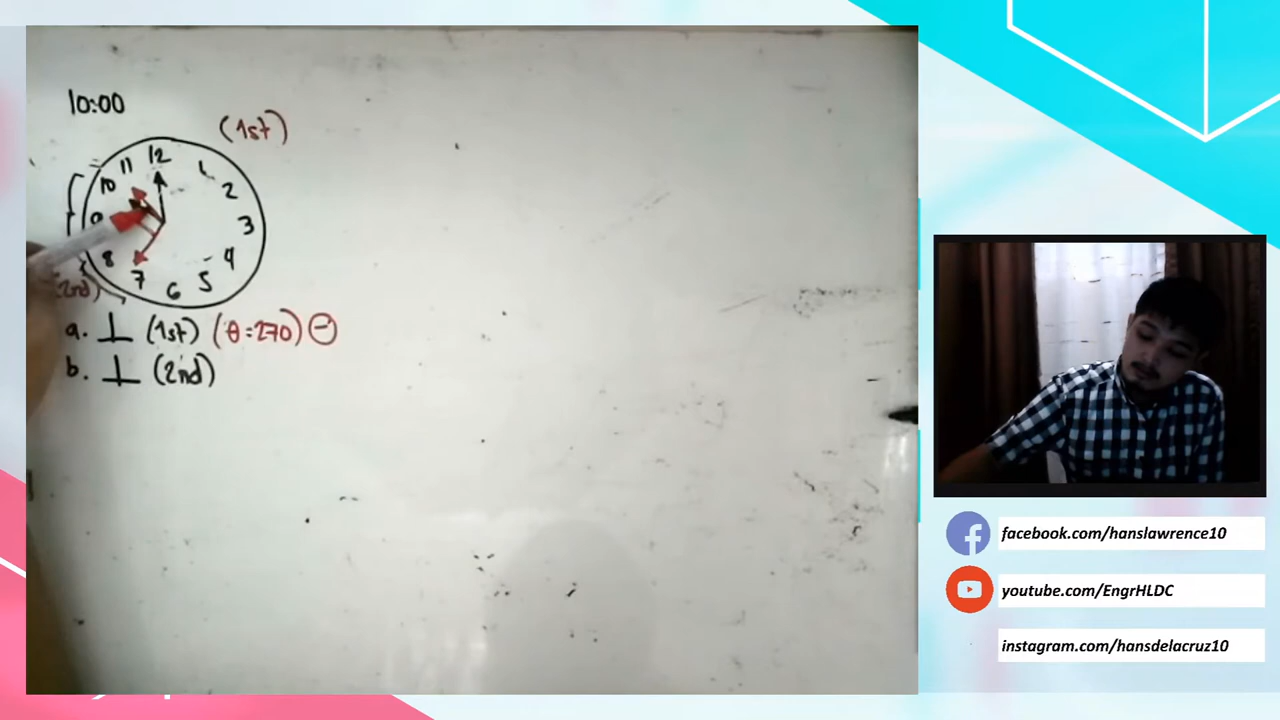 10:00
(1st)
12
11
1
10
2
9
3
8
4
7
5
6
2nd)
a. ⊥ (1st) (θ=270) ⊖
b. ⊥ (2nd)
facebook.com/hanslawrence10
youtube.com/EngrHLDC
instagram.com/hansdelacruz10